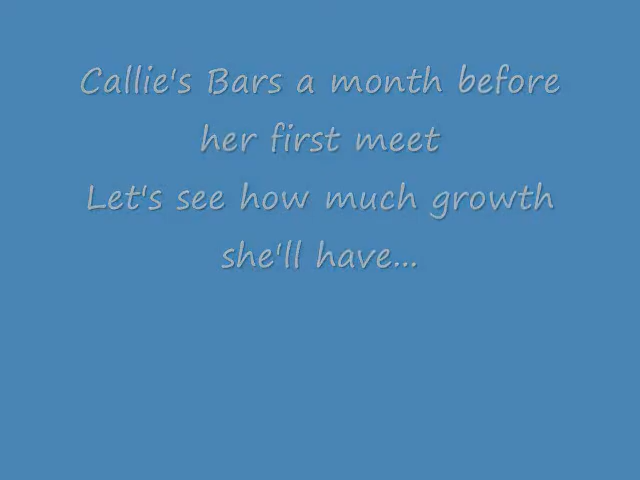 Callie's Bars a month before
her first meet
Let's see how much growth
she'll have...